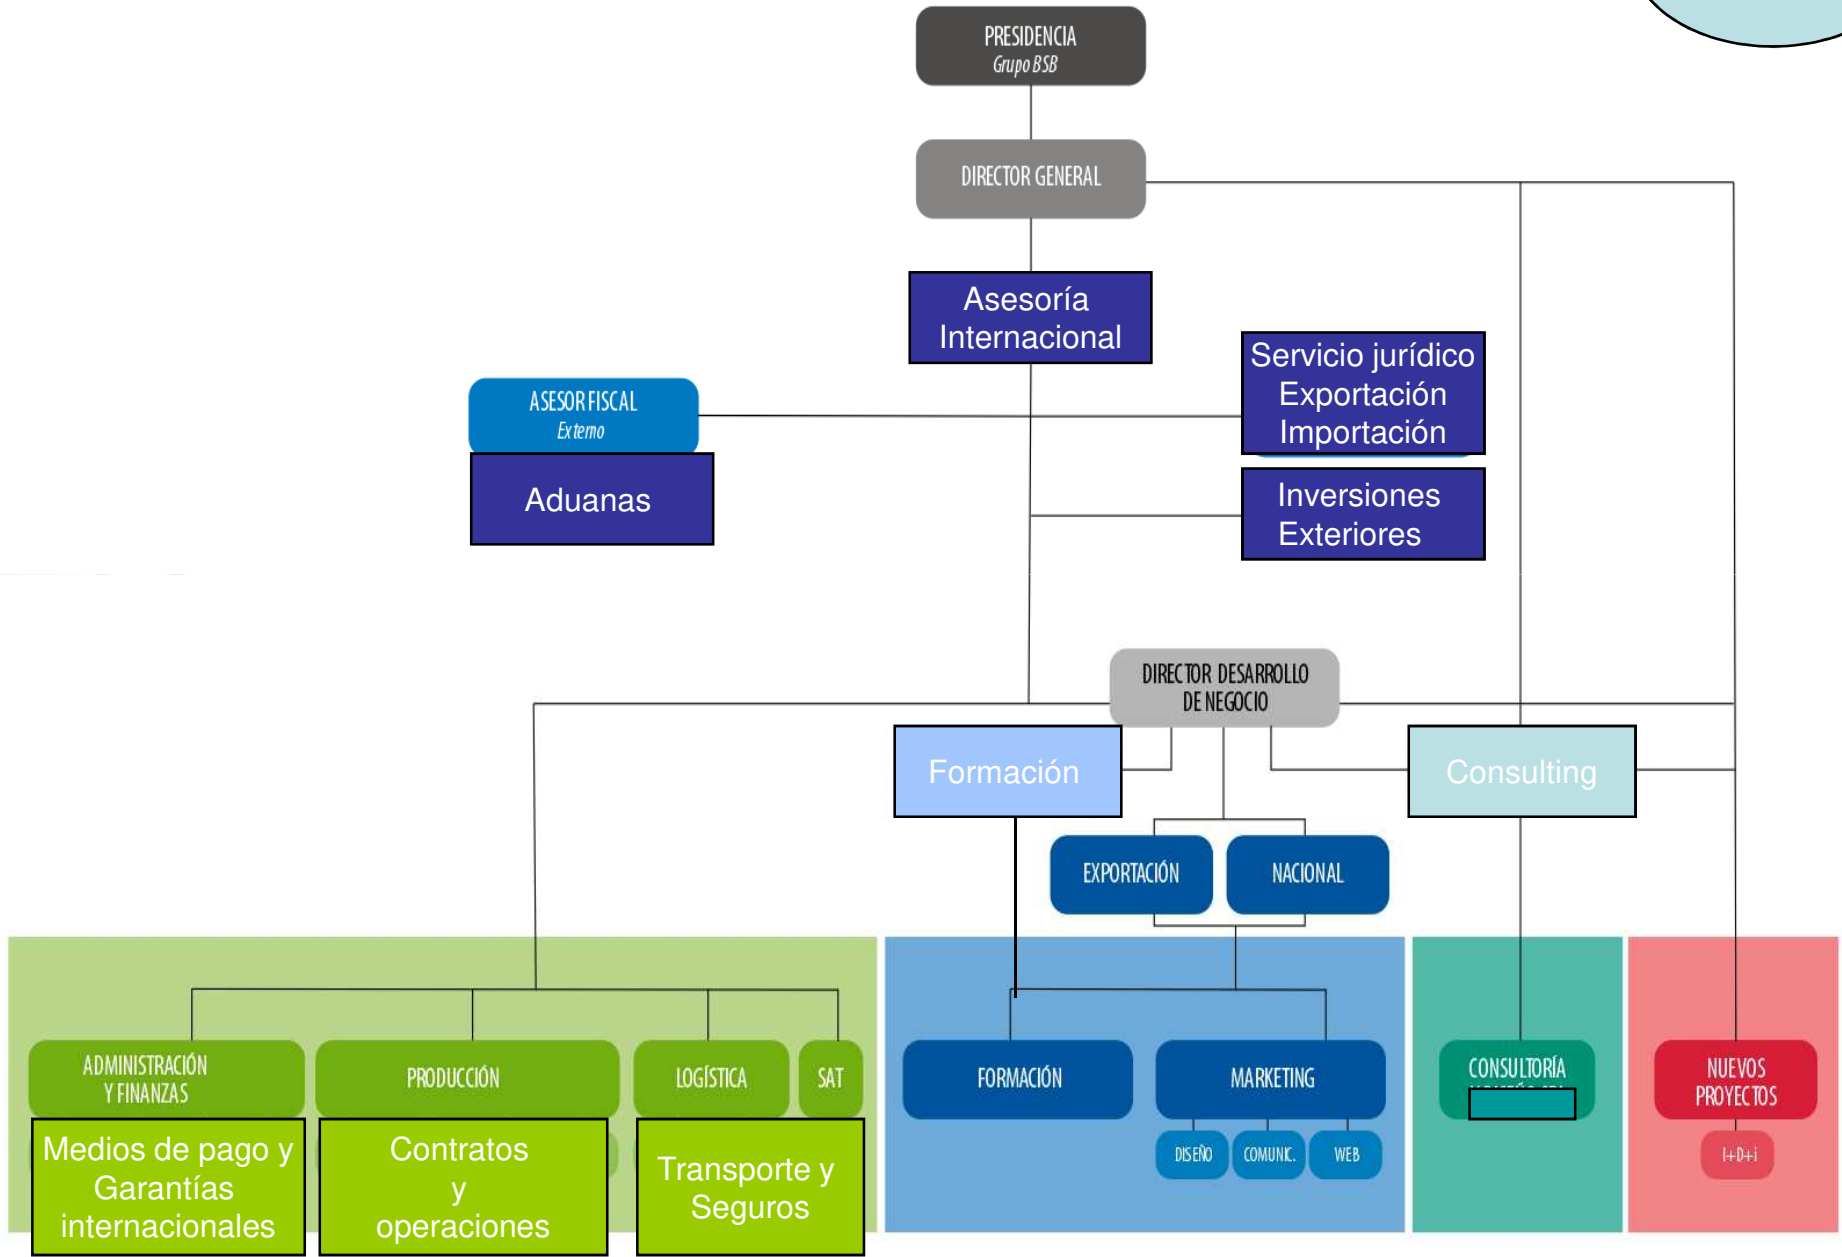 PRESIDENCIA
Grupo BSB
DIRECTOR GENERAL
Asesoría
Internacional
Servicio jurídico
Exportación
Importación
ASESOR FISCAL
Externo
Aduanas
Inversiones
Exteriores
DIRECTOR DESARROLLO
DE NEGOCIO
Formación
Consulting
EXPORTACIÓN
NACIONAL
ADMINISTRACIÓN
Y FINANZAS
PRODUCCIÓN
LOGÍSTICA
SAT
FORMACIÓN
MARKETING
CONSULTORÍA
NUEVOS
PROYECTOS
Medios de pago y
Garantías
internacionales
Contratos
y
operaciones
Transporte y
Seguros
DISEÑO
COMUNIC.
WEB
I+D+i